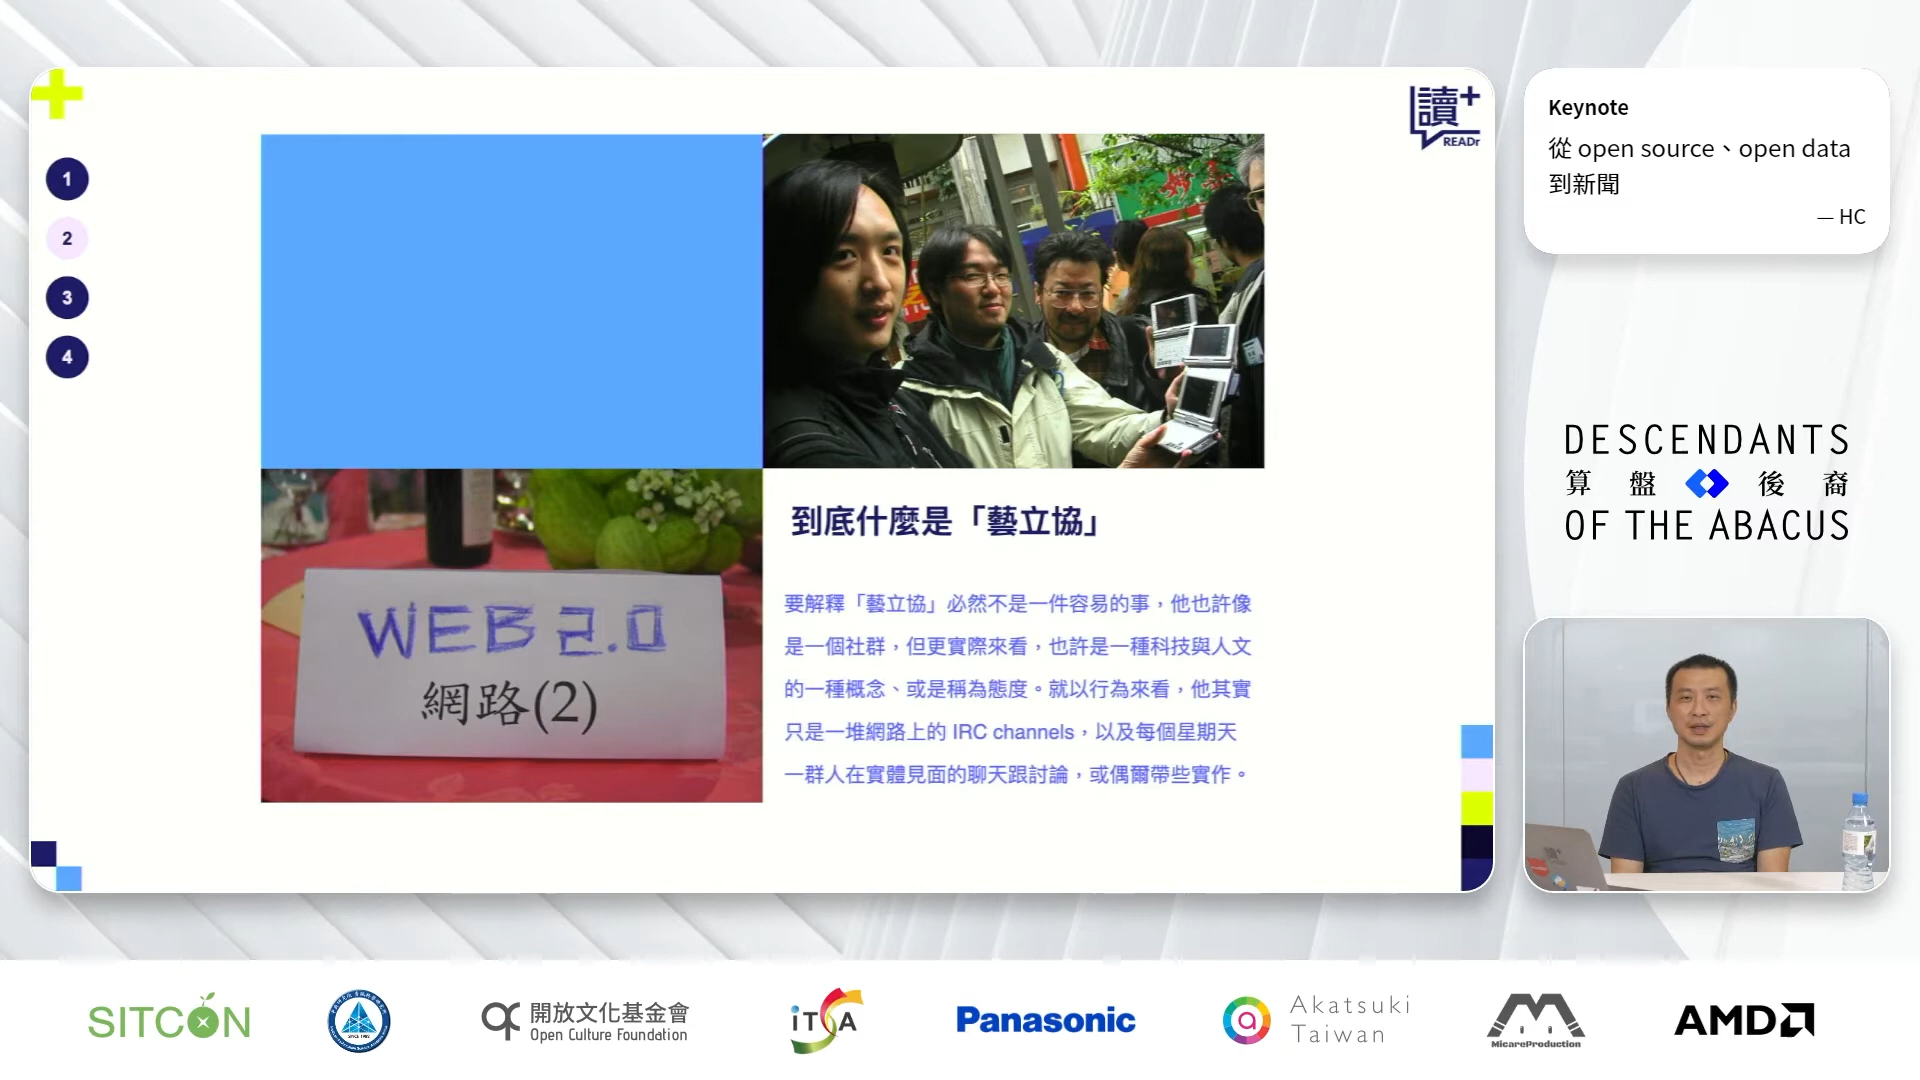 1
2
3
4
讀+
READr
WEB 2.0
網路(2)
到底什麼是「藝立協」
要解釋「藝立協」必然不是一件容易的事，他也許像
是一個社群，但更實際來看，也許是一種科技與人文
的一種概念、或是稱為態度。就以行為來看，他其實
只是一堆網路上的 IRC channels，以及每個星期天
一群人在實體見面的聊天跟討論，或偶爾帶些實作。
Keynote
從 open source、open data
到新聞
— HC
DESCENDANTS
算盤後裔
OF THE ABACUS
SITCON
開放文化基金會
Open Culture Foundation
iTSA
Panasonic
Akatsuki
Taiwan
MicareProduction
AMD